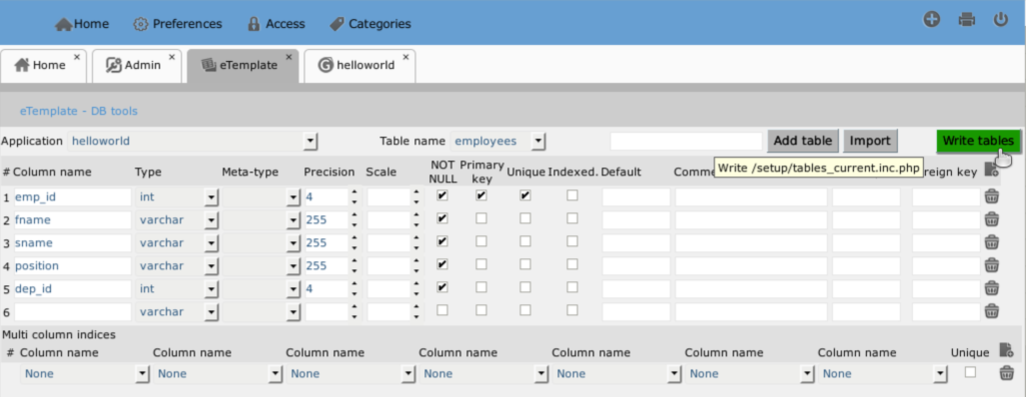 Home Preferences Access Categories
Home × Admin × eTemplate × helloworld ×
eTemplate - DB tools
Application helloworld Table name employees Add table Import Write tables
Write /setup/tables_current.inc.php
# Column name Type Meta-type Precision Scale NOT NULL Primary key Unique Indexed. Default Comme reign key
1 emp_id int 4
2 fname varchar 255
3 sname varchar 255
4 position varchar 255
5 dep_id int 4
6 varchar
Multi column indices
# Column name Column name Column name Column name Column name Column name Column name Unique
None None None None None None None